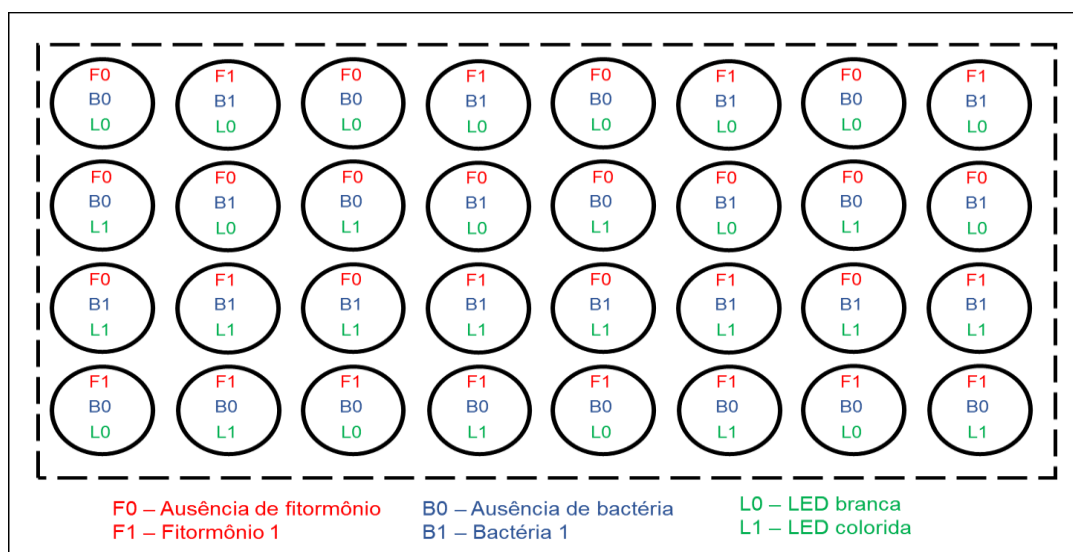 F0 F1 F0 F1 F0 F1 F0 F1
B0 B1 B0 B1 B0 B1 B0 B1
L0 L0 L0 L0 L0 L0 L0 L0
F0 F0 F0 F0 F0 F0 F0 F0
B0 B1 B0 B1 B0 B1 B0 B1
L1 L0 L1 L0 L1 L0 L1 L0
F0 F1 F0 F1 F0 F1 F0 F1
B1 B1 B1 B1 B1 B1 B1 B1
L1 L1 L1 L1 L1 L1 L1 L1
F1 F1 F1 F1 F1 F1 F1 F1
B0 B0 B0 B0 B0 B0 B0 B0
L0 L1 L0 L1 L0 L1 L0 L1
F0 – Ausência de fitormônio B0 – Ausência de bactéria L0 – LED branca
F1 – Fitormônio 1 B1 – Bactéria 1 L1 – LED colorida